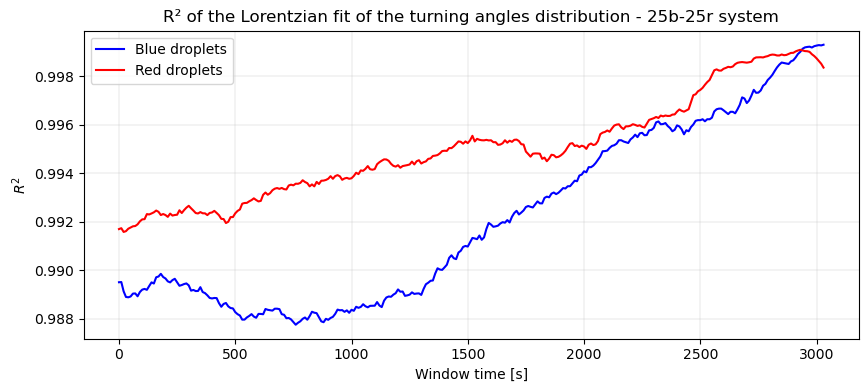 R² of the Lorentzian fit of the turning angles distribution - 25b-25r system
Blue droplets
Red droplets
0.998
0.996
0.994
0.992
0.990
0.988
R²
0 500 1000 1500 2000 2500 3000
Window time [s]